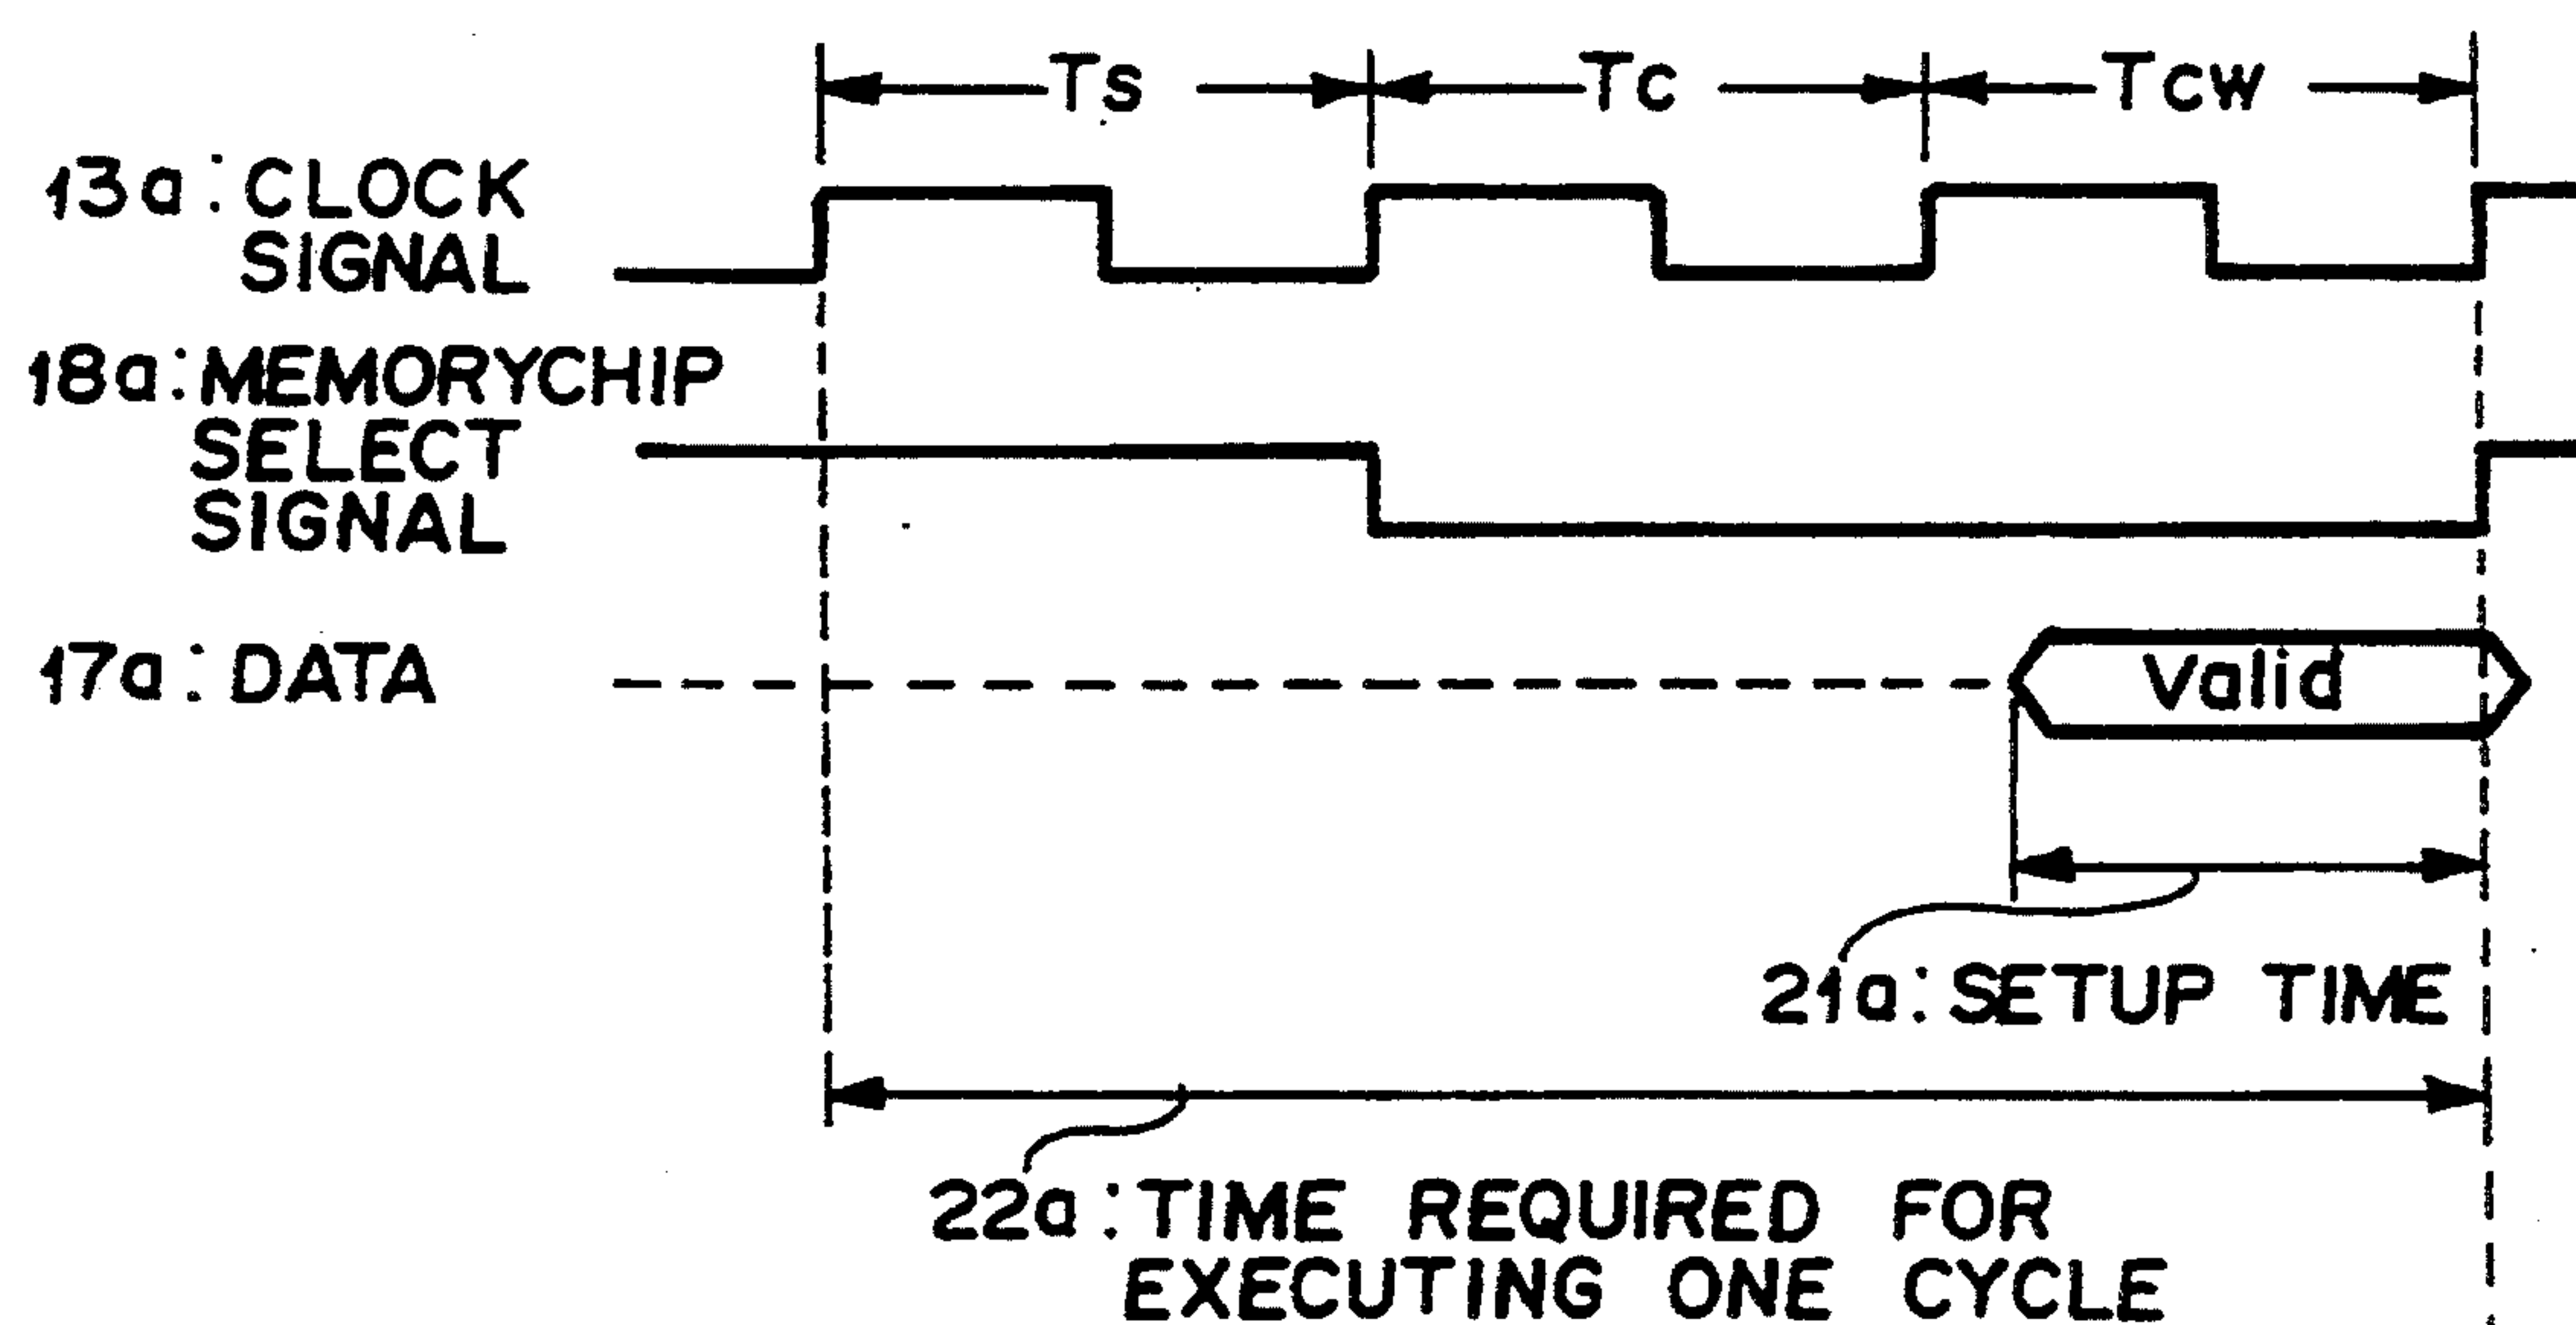 Ts Tc Tcw
13a: CLOCK
SIGNAL
18a: MEMORYCHIP
SELECT
SIGNAL
17a: DATA
Valid
21a: SETUP TIME
22a: TIME REQUIRED FOR
EXECUTING ONE CYCLE